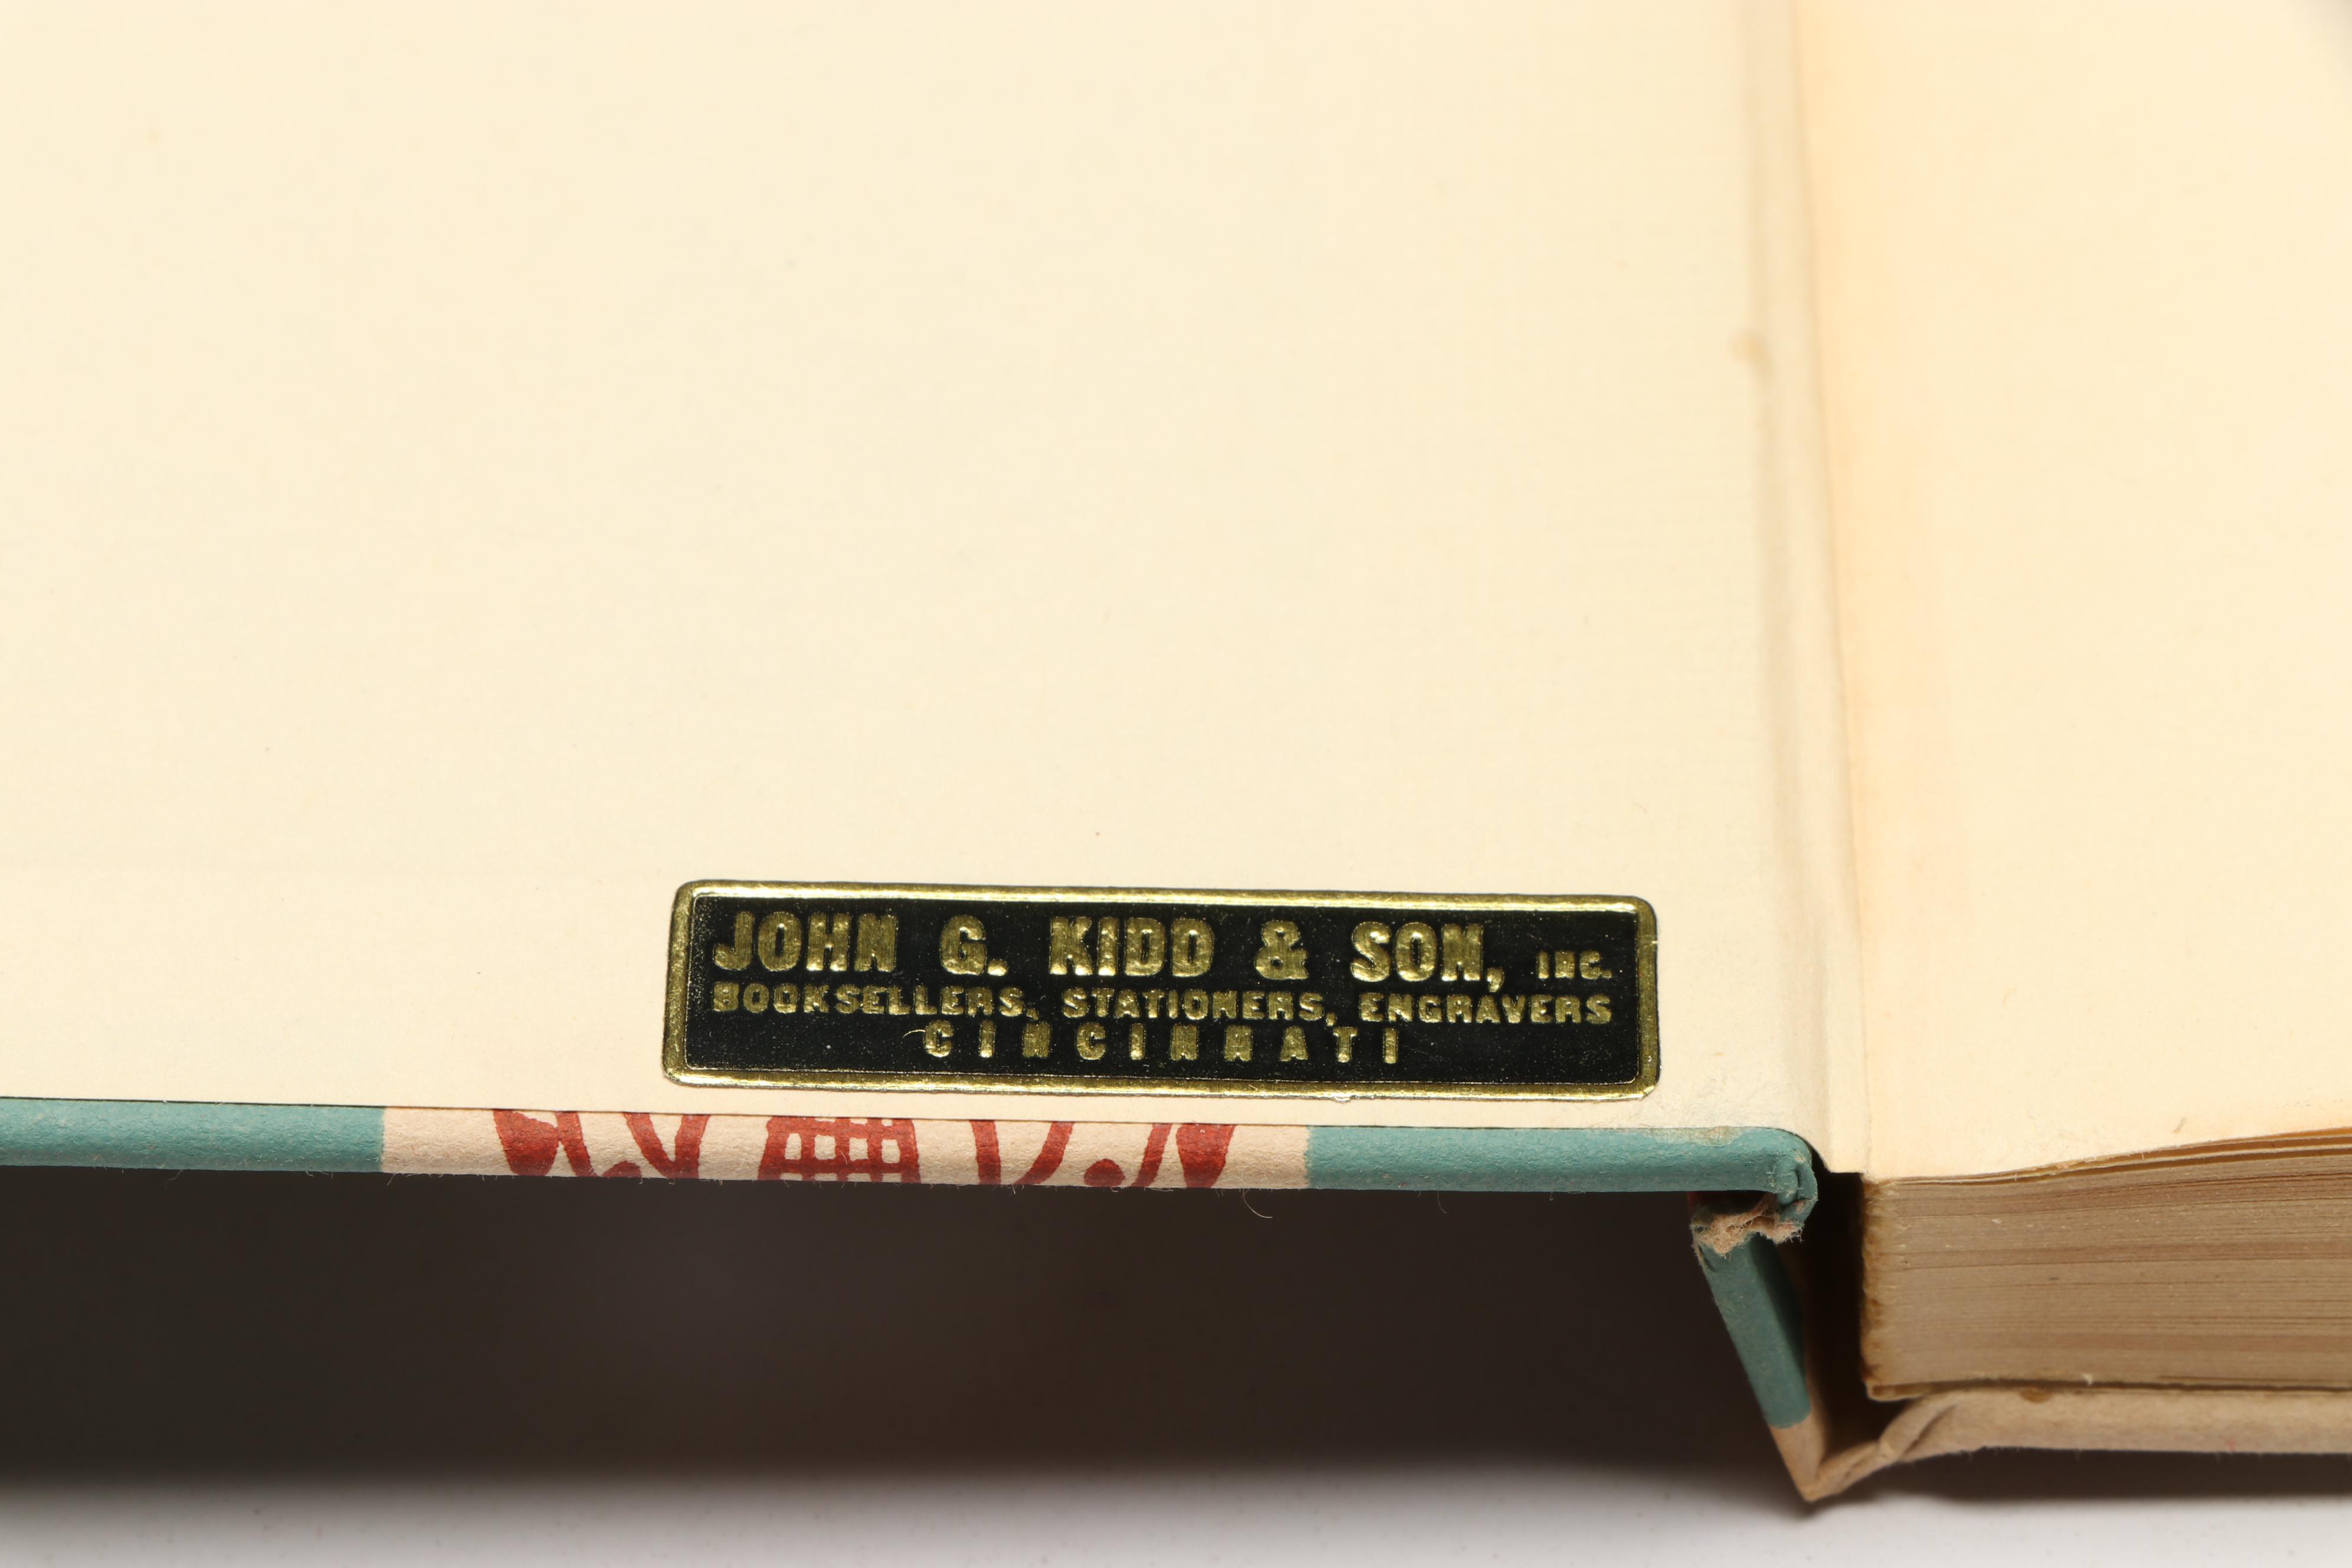 JOHN G. KIDD & SON, INC.
BOOKSELLERS, STATIONERS, ENGRAVERS
CINCINNATI